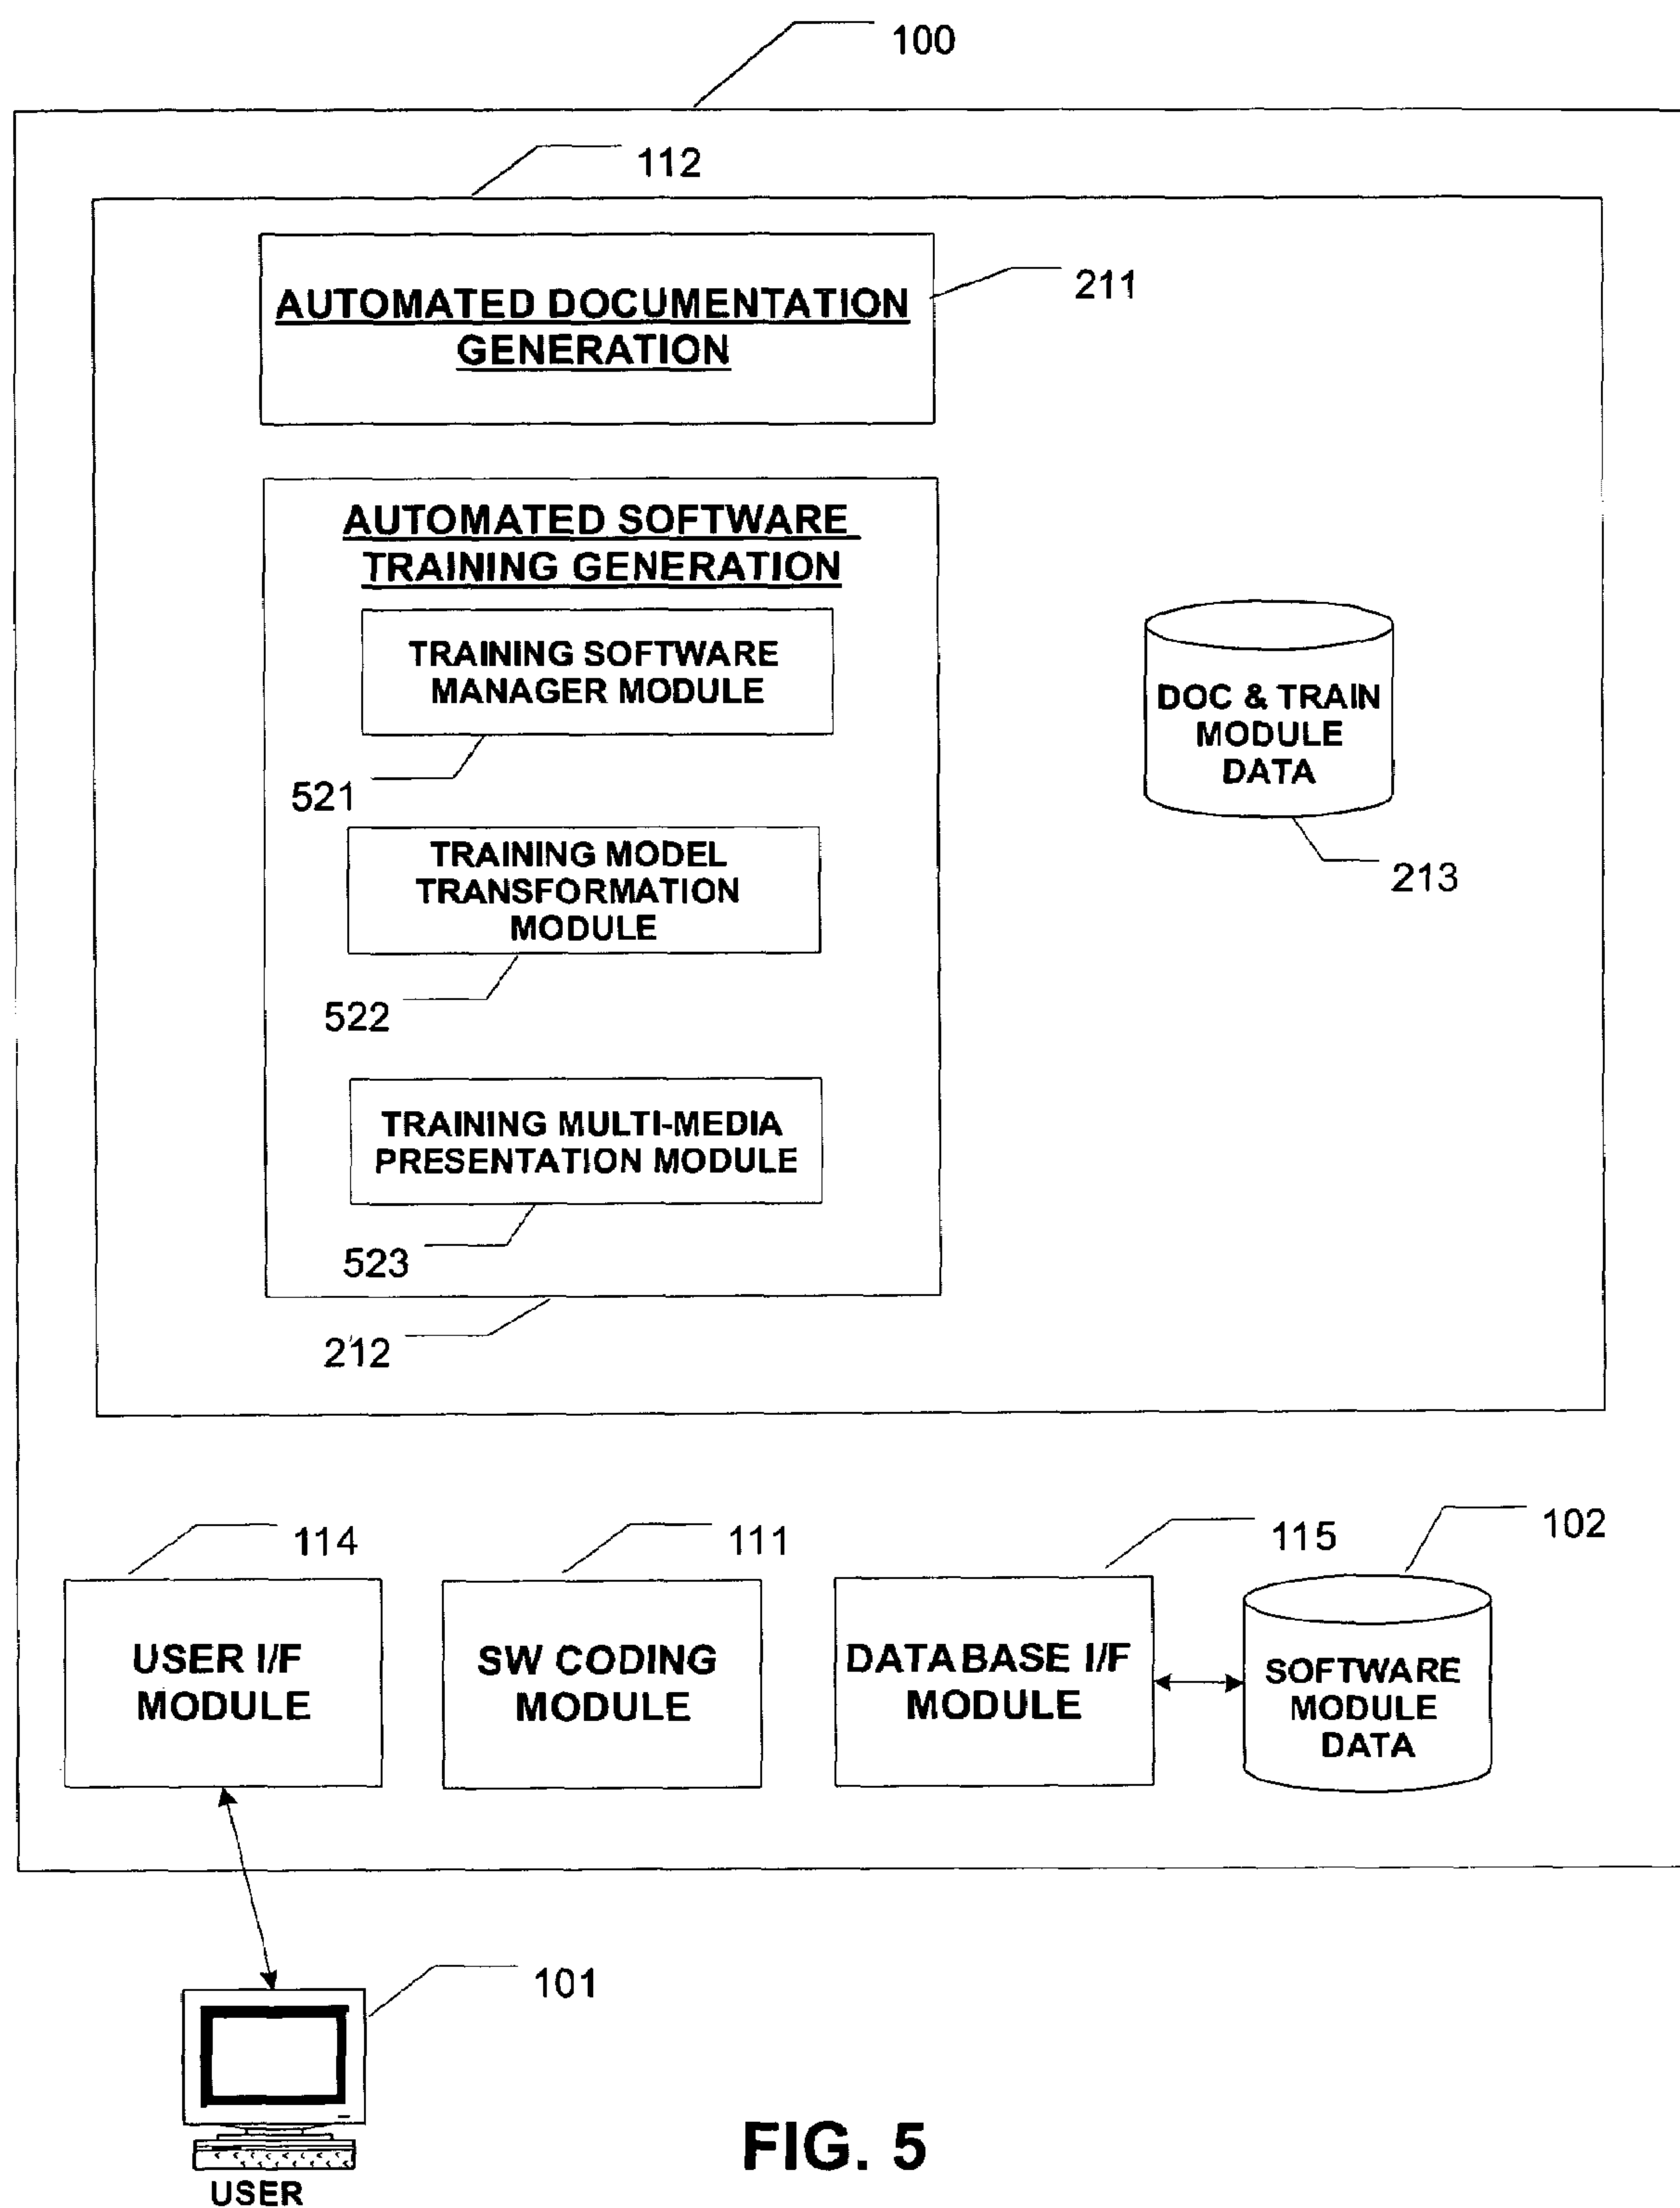 100
112
AUTOMATED DOCUMENTATION
GENERATION
211
AUTOMATED SOFTWARE
TRAINING GENERATION
TRAINING SOFTWARE
MANAGER MODULE
521
DOC & TRAIN
MODULE
DATA
213
TRAINING MODEL
TRANSFORMATION
MODULE
522
TRAINING MULTI-MEDIA
PRESENTATION MODULE
523
212
114
111
115
102
USER I/F
MODULE
SW CODING
MODULE
DATABASE I/F
MODULE
SOFTWARE
MODULE
DATA
101
USER
FIG. 5